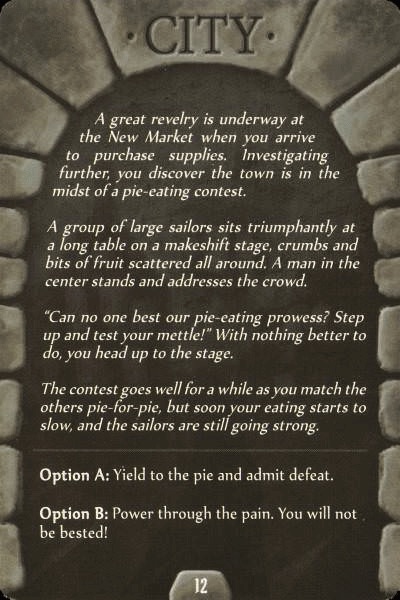 · CITY ·
A great revelry is underway at
the New Market when you arrive
to purchase supplies. Investigating
further, you discover the town is in the
midst of a pie-eating contest.
A group of large sailors sits triumphantly at
a long table on a makeshift stage, crumbs and
bits of fruit scattered all around. A man in the
center stands and addresses the crowd.
“Can no one best our pie-eating prowess? Step
up and test your mettle!” With nothing better to
do, you head up to the stage.
The contest goes well for a while as you match the
others pie-for-pie, but soon your eating starts to
slow, and the sailors are still going strong.
Option A: Yield to the pie and admit defeat.
Option B: Power through the pain. You will not
be bested!
12